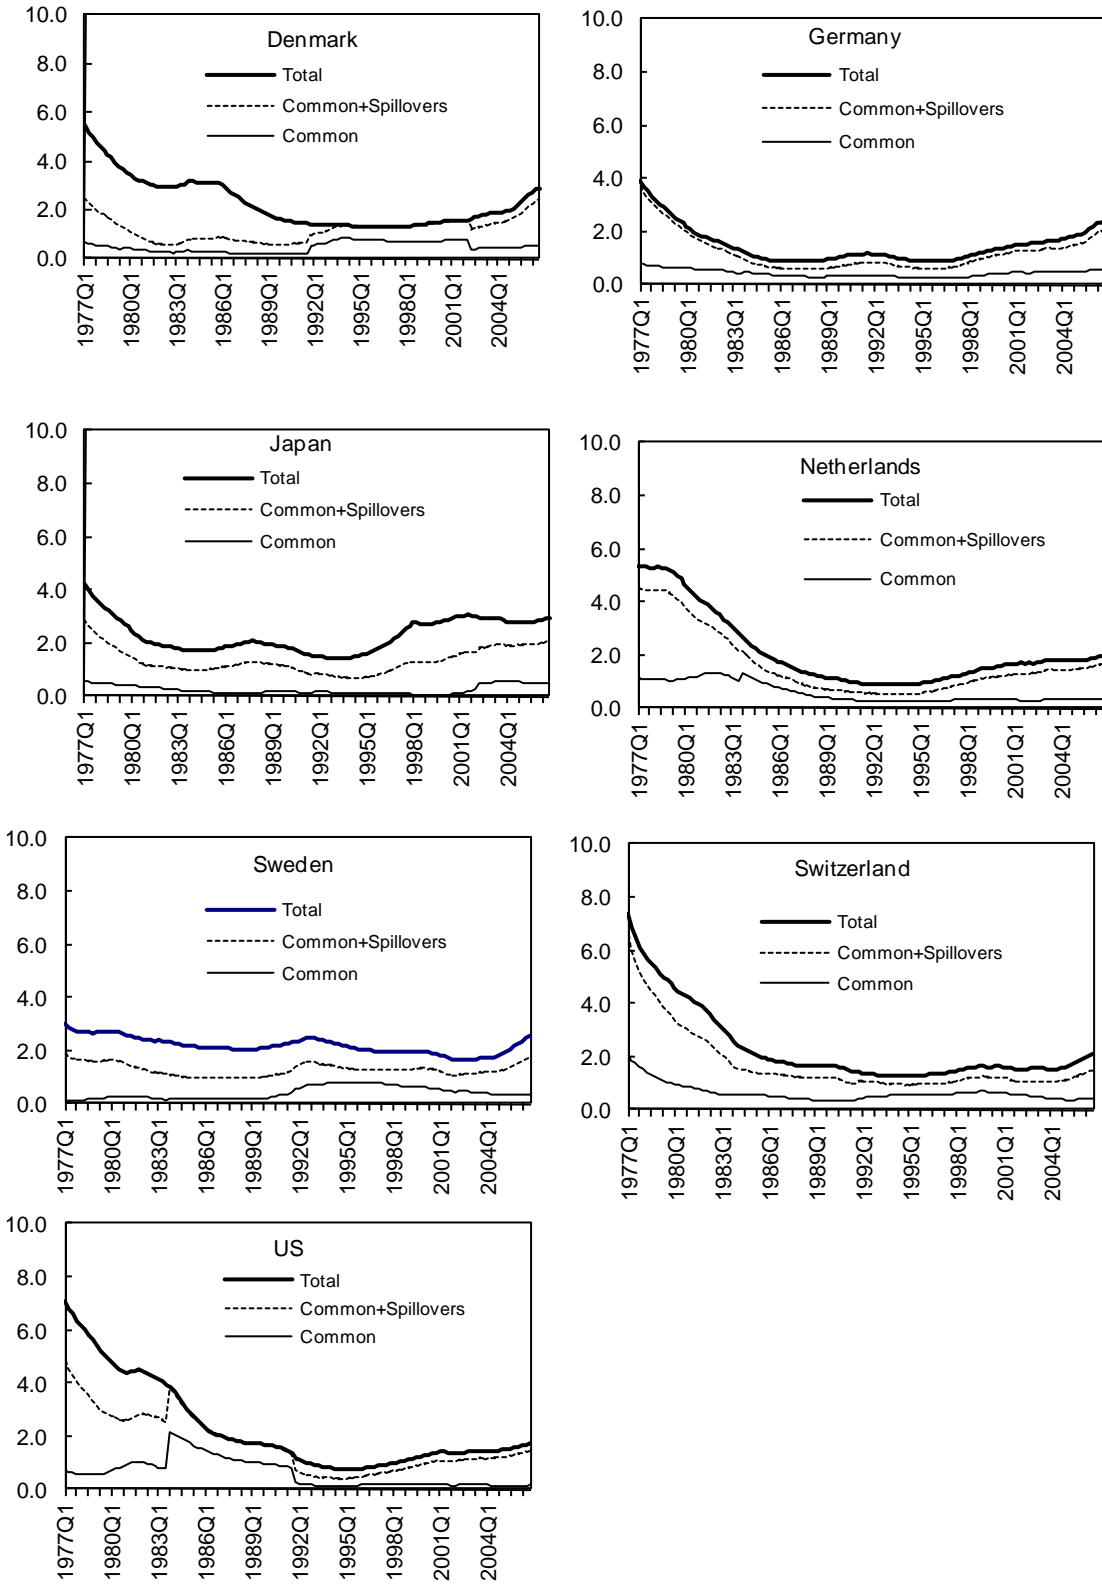 Denmark
Total
Common+Spillovers
Common
10.0
8.0
6.0
4.0
2.0
0.0
1977Q1
1980Q1
1983Q1
1986Q1
1989Q1
1992Q1
1995Q1
1998Q1
2001Q1
2004Q1
Germany
Total
Common+Spillovers
Common
10.0
8.0
6.0
4.0
2.0
0.0
1977Q1
1980Q1
1983Q1
1986Q1
1989Q1
1992Q1
1995Q1
1998Q1
2001Q1
2004Q1
Japan
Total
Common+Spillovers
Common
10.0
8.0
6.0
4.0
2.0
0.0
1977Q1
1980Q1
1983Q1
1986Q1
1989Q1
1992Q1
1995Q1
1998Q1
2001Q1
2004Q1
Netherlands
Total
Common+Spillovers
Common
10.0
8.0
6.0
4.0
2.0
0.0
1977Q1
1980Q1
1983Q1
1986Q1
1989Q1
1992Q1
1995Q1
1998Q1
2001Q1
2004Q1
Sweden
Total
Common+Spillovers
Common
10.0
8.0
6.0
4.0
2.0
0.0
1977Q1
1980Q1
1983Q1
1986Q1
1989Q1
1992Q1
1995Q1
1998Q1
2001Q1
2004Q1
Switzerland
Total
Common+Spillovers
Common
10.0
8.0
6.0
4.0
2.0
0.0
1977Q1
1980Q1
1983Q1
1986Q1
1989Q1
1992Q1
1995Q1
1998Q1
2001Q1
2004Q1
US
Total
Common+Spillovers
Common
10.0
8.0
6.0
4.0
2.0
0.0
1977Q1
1980Q1
1983Q1
1986Q1
1989Q1
1992Q1
1995Q1
1998Q1
2001Q1
2004Q1